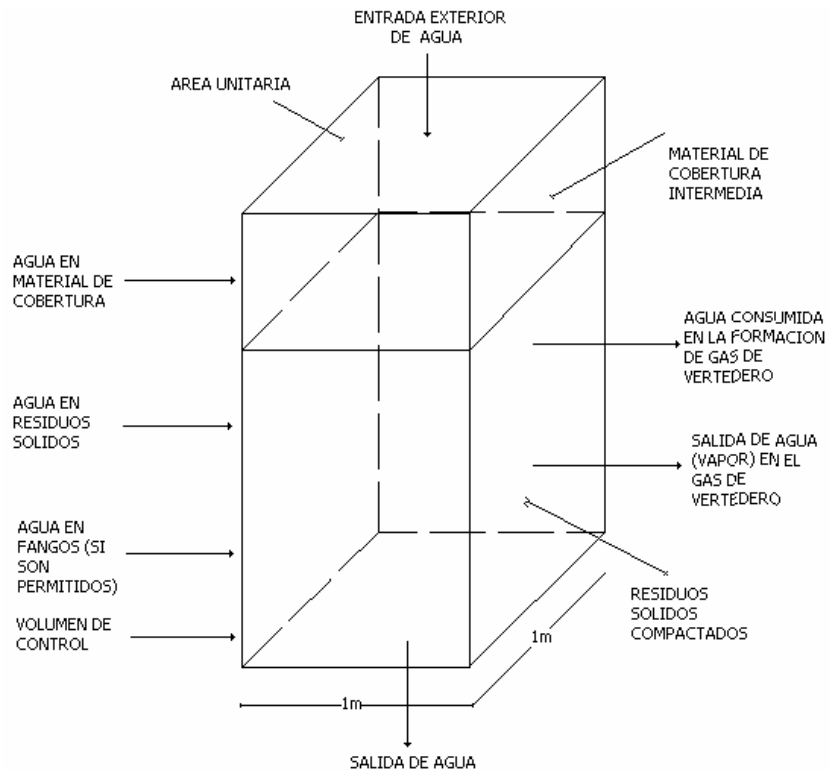 ENTRADA EXTERIOR
DE AGUA
AREA UNITARIA
MATERIAL DE
COBERTURA
INTERMEDIA
AGUA EN
MATERIAL DE
COBERTURA
AGUA CONSUMIDA
EN LA FORMACION
DE GAS DE
VERTEDERO
AGUA EN
RESIDUOS
SOLIDOS
SALIDA DE AGUA
(VAPOR) EN EL
GAS DE
VERTEDERO
AGUA EN
FANGOS (SI
SON
PERMITIDOS)
RESIDUOS
SOLIDOS
COMPACTADOS
VOLUMEN DE
CONTROL
1m
1m
SALIDA DE AGUA